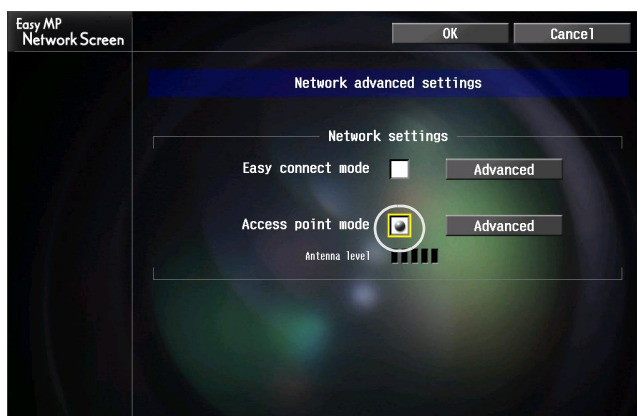 Easy MP
Network Screen
OK
Cancel
Network advanced settings
Network settings
Easy connect mode
Advanced
Access point mode
Advanced
Antenna level